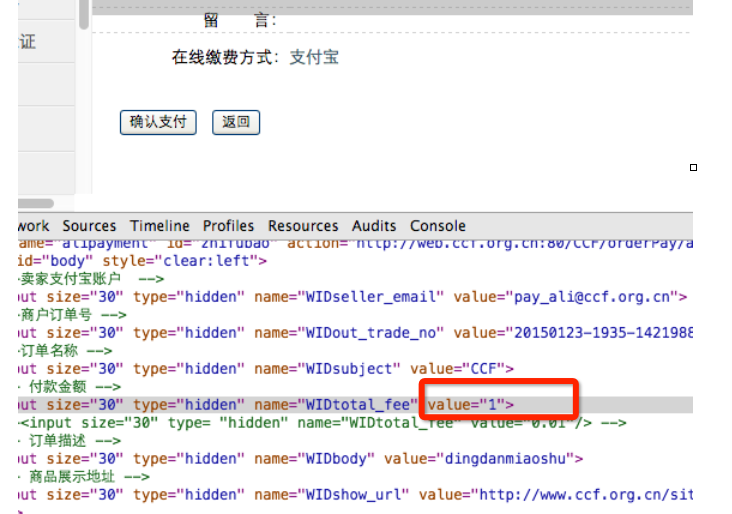 证
留 言：
在线缴费方式：支付宝
确认支付 返回
work Sources Timeline Profiles Resources Audits Console
ame="alipayment" id="zhifubao" action="http://web.ccf.org.cn:80/CCF/orderPay/a
id="body" style="clear:left">
卖家支付宝账户 -->
ut size="30" type="hidden" name="WIDseller_email" value="pay_ali@ccf.org.cn">
商户订单号 -->
ut size="30" type="hidden" name="WIDout_trade_no" value="20150123-1935-1421988
订单名称 -->
ut size="30" type="hidden" name="WIDsubject" value="CCF">
付款金额 -->
ut size="30" type="hidden" name="WIDtotal_fee" value="1">
<input size="30" type= "hidden" name="WIDtotal_fee" value="0.01"/> -->
订单描述 -->
ut size="30" type="hidden" name="WIDbody" value="dingdanmiaoshu">
商品展示地址 -->
ut size="30" type="hidden" name="WIDshow_url" value="http://www.ccf.org.cn/sit